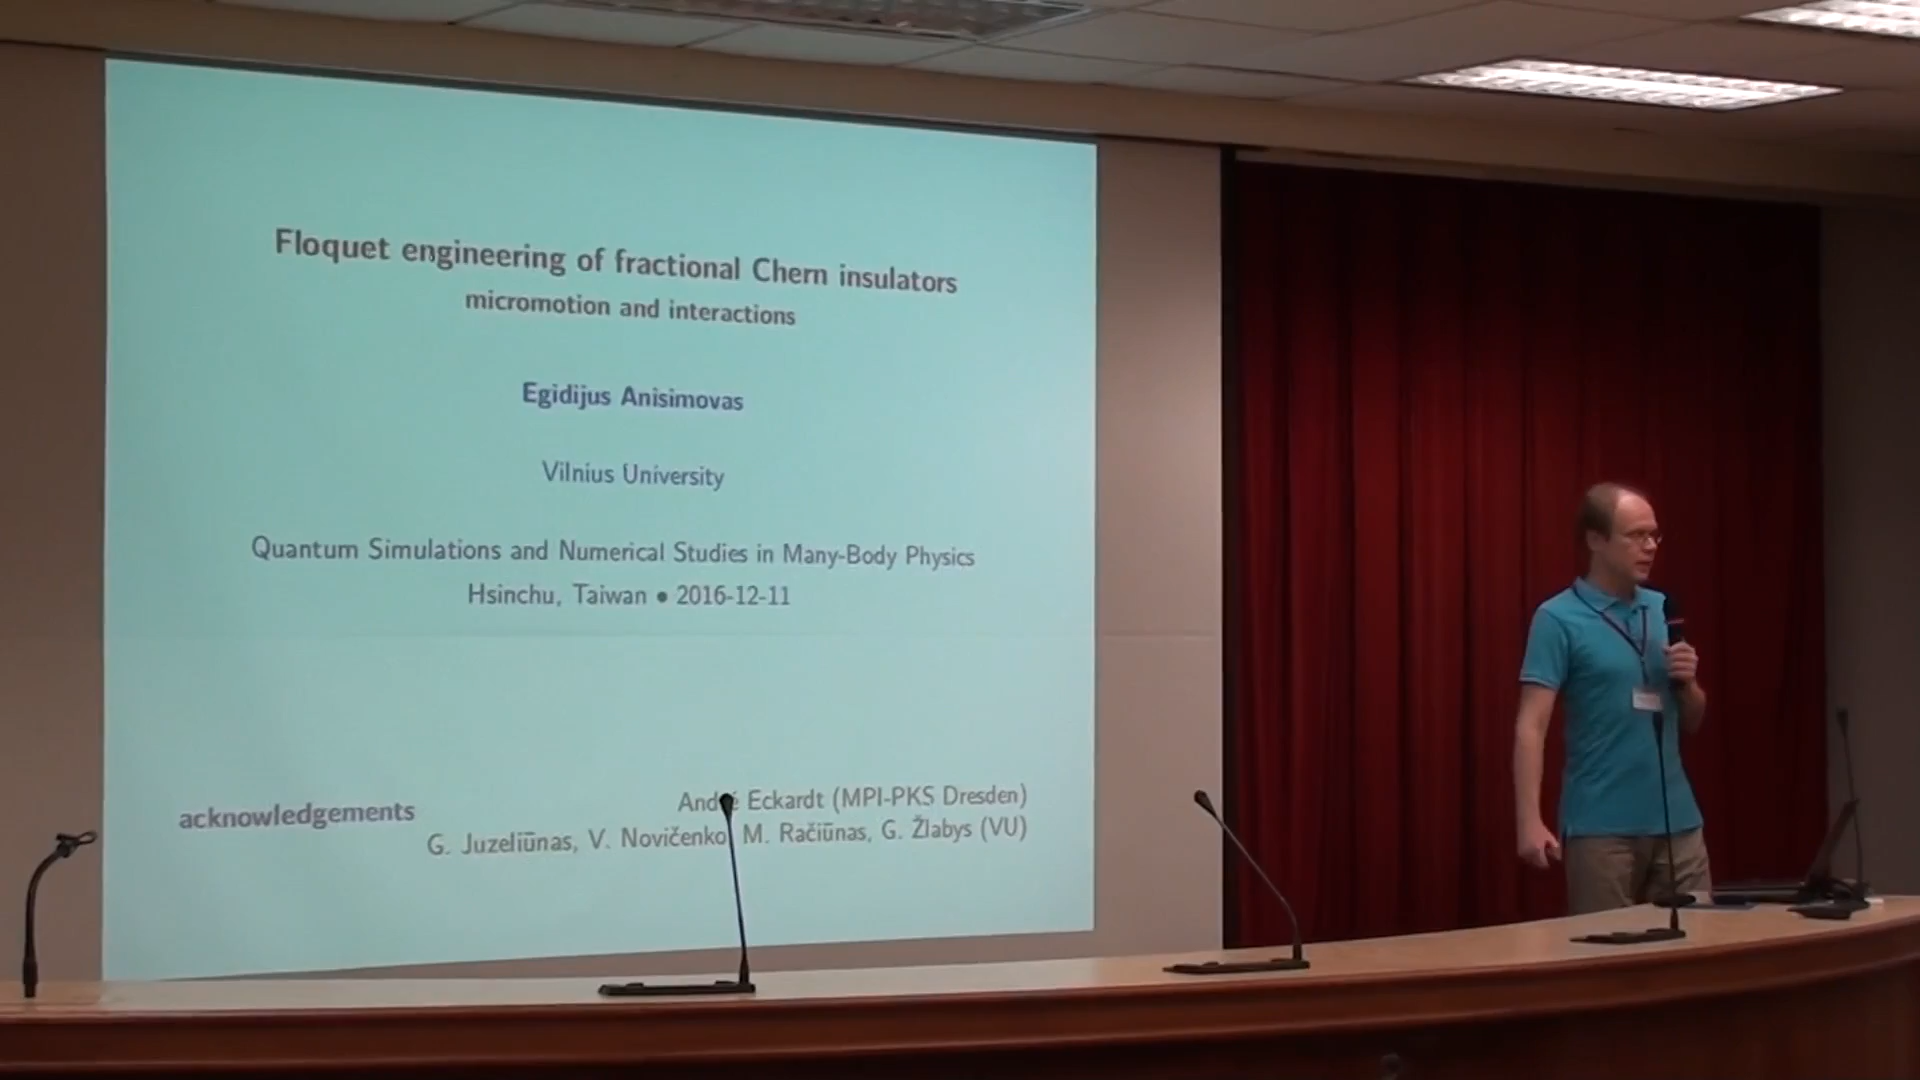 Floquet engineering of fractional Chern insulators
micromotion and interactions
Egidijus Anisimovas
Vilnius University
Quantum Simulations and Numerical Studies in Many-Body Physics
Hsinchu, Taiwan • 2016-12-11
acknowledgements
André Eckardt (MPI-PKS Dresden)
G. Juzeliūnas, V. Novičenko, M. Račiūnas, G. Žlabys (VU)